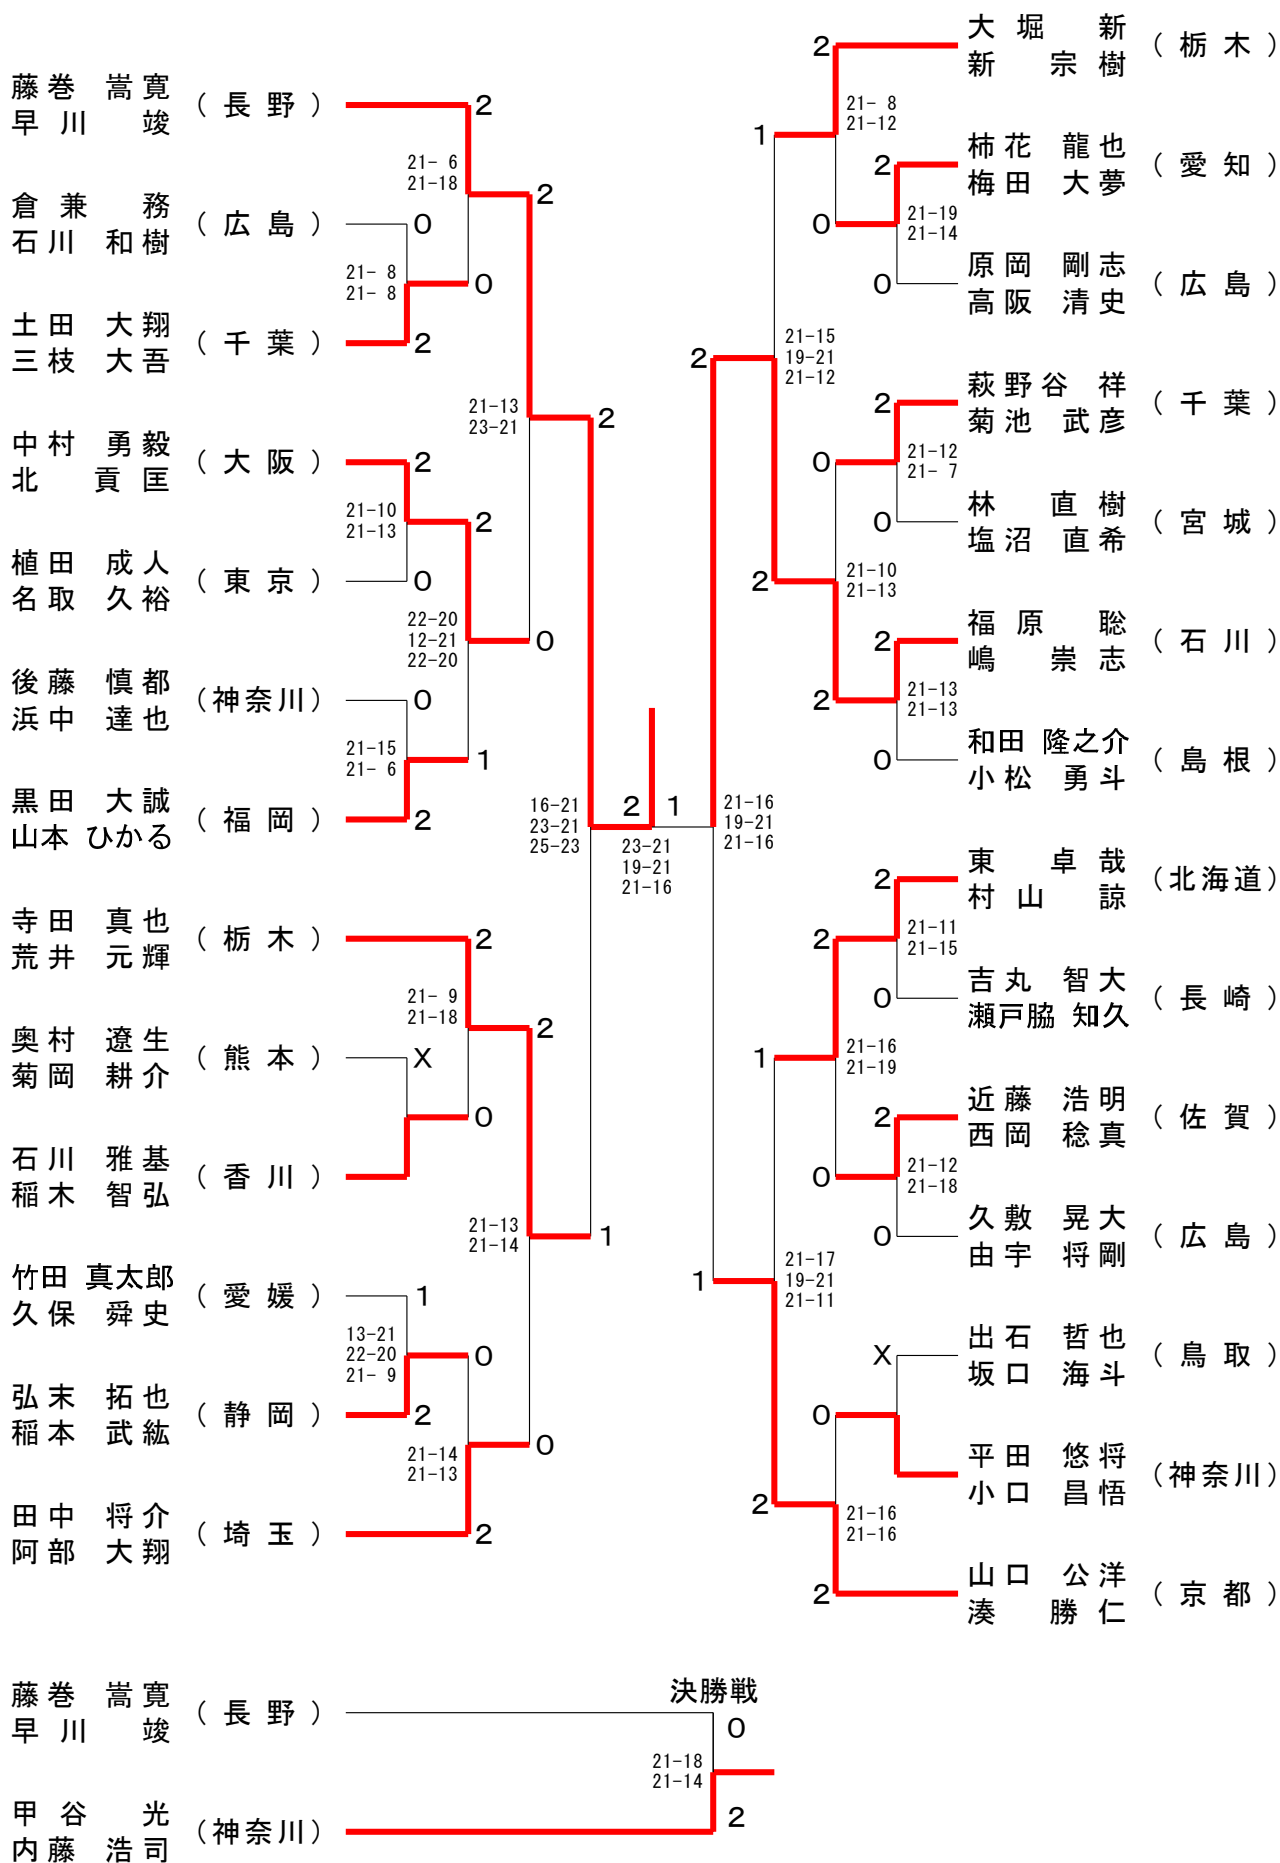 藤巻 嵩寛
早川 竣
(長野)
2
21- 6
21-18
2
倉兼 務
石川 和樹
(広島)
0
21- 8
21- 8
0
土田 大翔
三枝 大吾
(千葉)
2
21-13
23-21
2
中村 勇毅
北 貢匡
(大阪)
2
21-10
21-13
2
植田 成人
名取 久裕
(東京)
0
22-20
12-21
22-20
0
後藤 慎都
浜中 達也
(神奈川)
0
21-15
21- 6
1
黒田 大誠
山本 ひかる
(福岡)
2
16-21
23-21
25-23
2
1
23-21
19-21
21-16
寺田 真也
荒井 元輝
(栃木)
2
21- 9
21-18
2
奥村 遼生
菊岡 耕介
(熊本)
X
0
石川 雅基
稲木 智弘
(香川)
21-13
21-14
1
竹田 真太郎
久保 舜史
(愛媛)
1
13-21
22-20
21- 9
0
弘末 拓也
稲本 武紘
(静岡)
2
21-14
21-13
0
田中 将介
阿部 大翔
(埼玉)
2
2
大堀 新
新 宗樹
(栃木)
21- 8
21-12
1
2
柿花 龍也
梅田 大夢
(愛知)
0
21-19
21-14
0
原岡 剛志
高阪 清史
(広島)
2
21-15
19-21
21-12
2
萩野谷 祥
菊池 武彦
(千葉)
0
21-12
21- 7
0
林 直樹
塩沼 直希
(宮城)
2
21-10
21-13
2
福原 聡
嶋 崇志
(石川)
2
21-13
21-13
0
和田 隆之介
小松 勇斗
(島根)
21-16
19-21
21-16
2
東 卓哉
村山 諒
(北海道)
2
21-11
21-15
0
吉丸 智大
瀬戸脇 知久
(長崎)
1
21-16
21-19
2
近藤 浩明
西岡 稔真
(佐賀)
0
21-12
21-18
0
久敷 晃大
由宇 将剛
(広島)
1
21-17
19-21
21-11
X
出石 哲也
坂口 海斗
(鳥取)
0
平田 悠将
小口 昌悟
(神奈川)
2
21-16
21-16
2
山口 公洋
湊 勝仁
(京都)
決勝戦
藤巻 嵩寛
早川 竣
(長野)
0
21-18
21-14
2
甲谷 光
内藤 浩司
(神奈川)